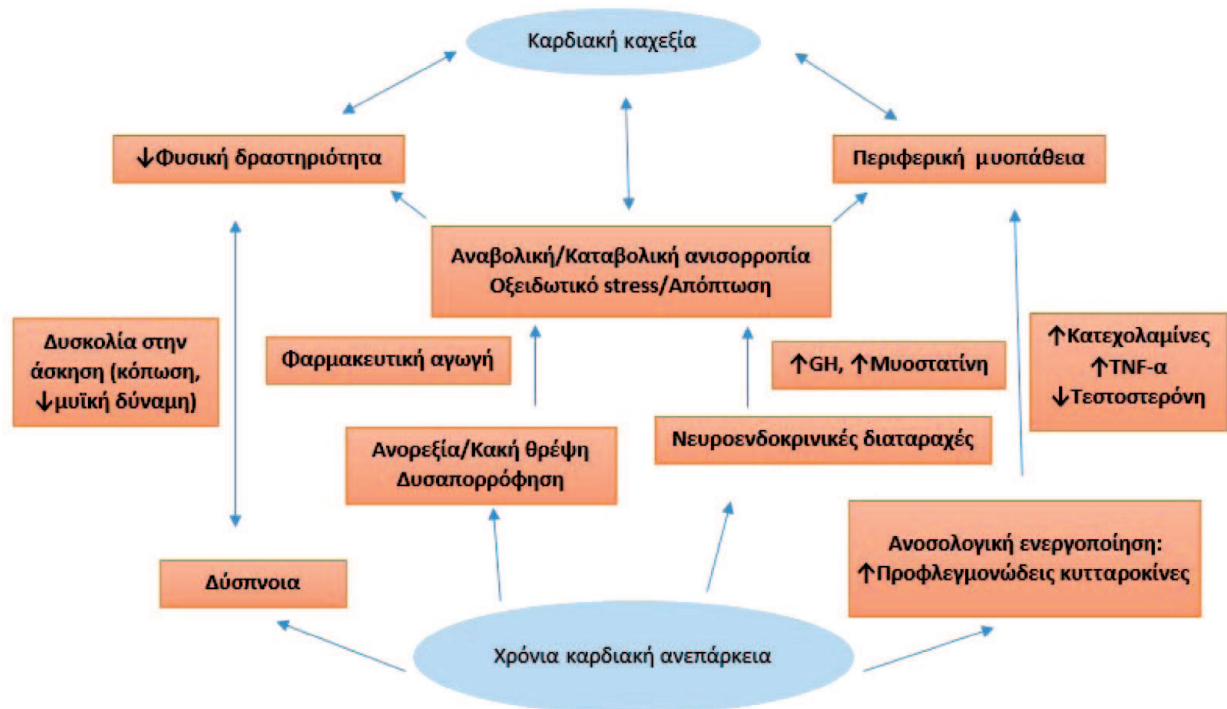 Καρδιακή καχεξία
↓Φυσική δραστηριότητα
Περιφερική μυοπάθεια
Αναβολική/Καταβολική ανισορροπία
Οξειδωτικό stress/Απόπτωση
Δυσκολία στην
άσκηση (κόπωση,
↓μυϊκή δύναμη)
Φαρμακευτική αγωγή
↑GH, ↑Μυοστατίνη
↑Κατεχολαμίνες
↑TNF-α
↓Τεστοστερόνη
Ανορεξία/Κακή θρέψη
Δυσαπορρόφηση
Νευροενδοκρινικές διαταραχές
Ανοσολογική ενεργοποίηση:
↑Προφλεγμονώδεις κυτταροκίνες
Δύσπνοια
Χρόνια καρδιακή ανεπάρκεια